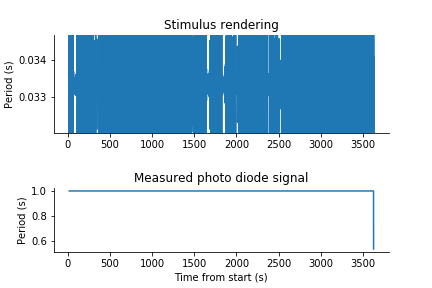 Stimulus rendering
Period (s)
0.034
0.033
0 500 1000 1500 2000 2500 3000 3500
Measured photo diode signal
Period (s)
1.0
0.8
0.6
0 500 1000 1500 2000 2500 3000 3500
Time from start (s)